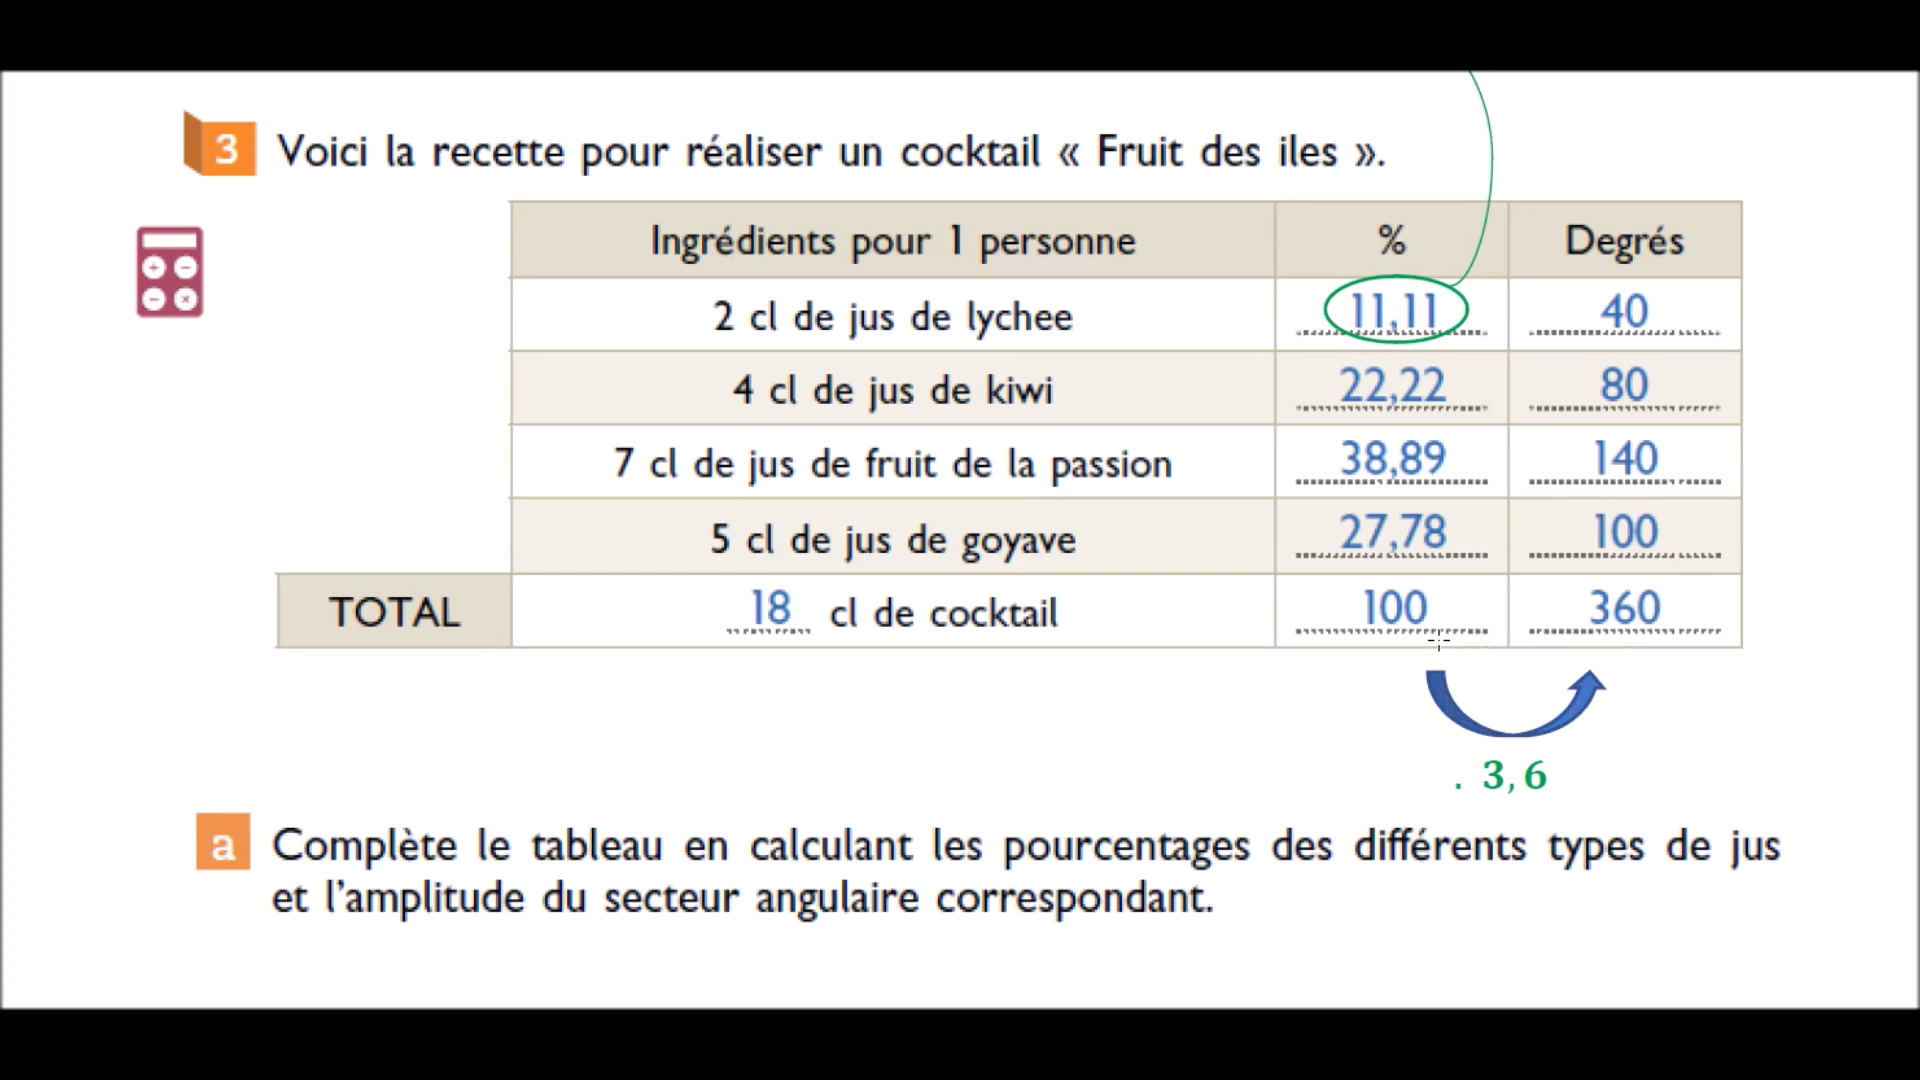 3 Voici la recette pour réaliser un cocktail « Fruit des iles ».
Ingrédients pour 1 personne % Degrés
2 cl de jus de lychee 11,11 40
4 cl de jus de kiwi 22,22 80
7 cl de jus de fruit de la passion 38,89 140
5 cl de jus de goyave 27,78 100
TOTAL 18 cl de cocktail 100 360
. 3,6
a Complète le tableau en calculant les pourcentages des différents types de jus
et l’amplitude du secteur angulaire correspondant.